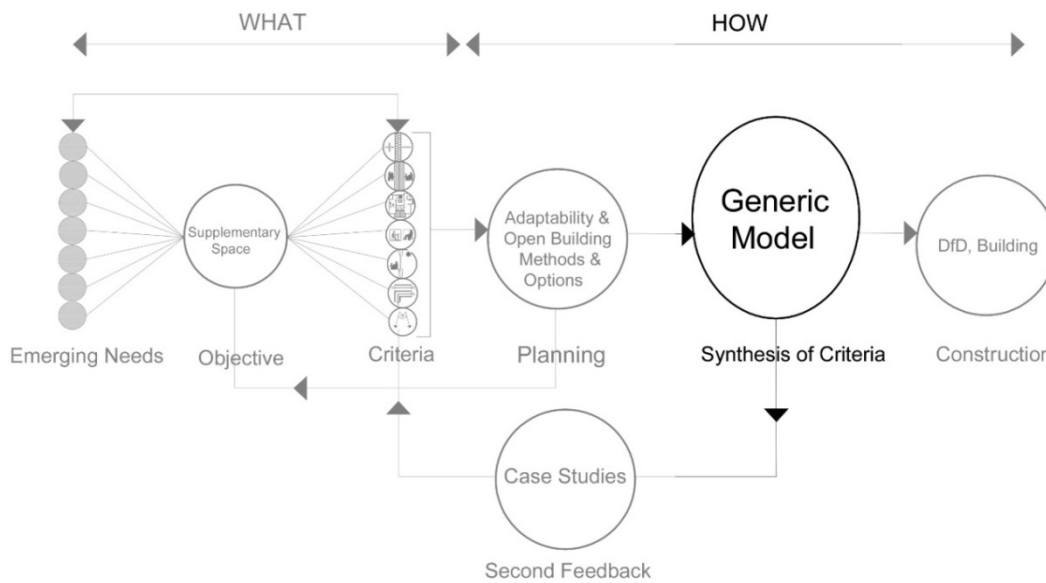 WHAT
HOW
Supplementary
Space
Adaptability &
Open Building
Methods &
Options
Generic
Model
DfD, Building
Emerging Needs
Objective
Criteria
Planning
Synthesis of Criteria
Construction
Case Studies
Second Feedback